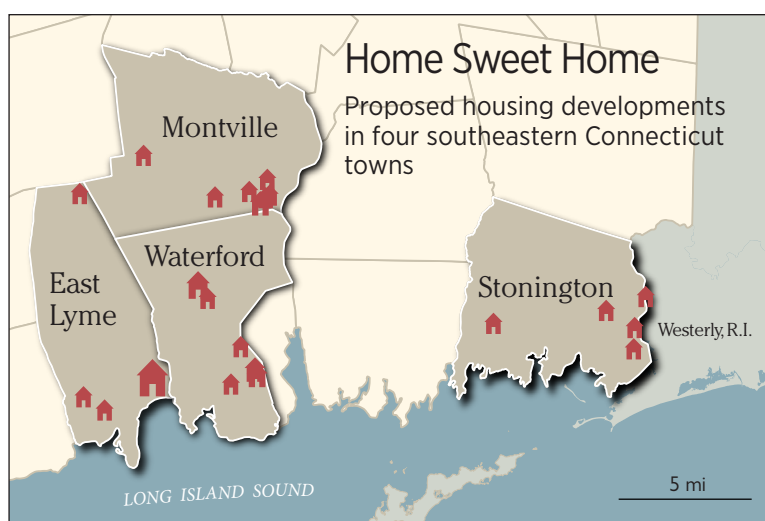 Home Sweet Home
Proposed housing developments
in four southeastern Connecticut
towns
Montville
Waterford
East
Lyme
Stonington
Westerly, R.I.
LONG ISLAND SOUND
5 mi